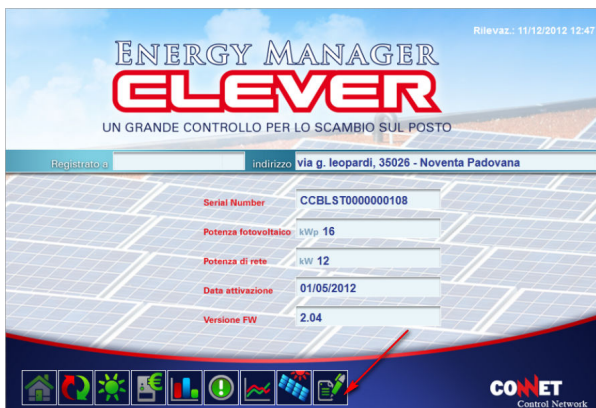 Rilevaz.: 11/12/2012 12:47
ENERGY MANAGER
CLEVER
UN GRANDE CONTROLLO PER LO SCAMBIO SUL POSTO
Registrato a
indirizzo via g. leopardi, 35026 - Noventa Padovana
Serial Number CCBLST0000000108
Potenza fotovoltaico kWp 16
Potenza di rete kW 12
Data attivazione 01/05/2012
Versione FW 2.04
CONNET
Control Network